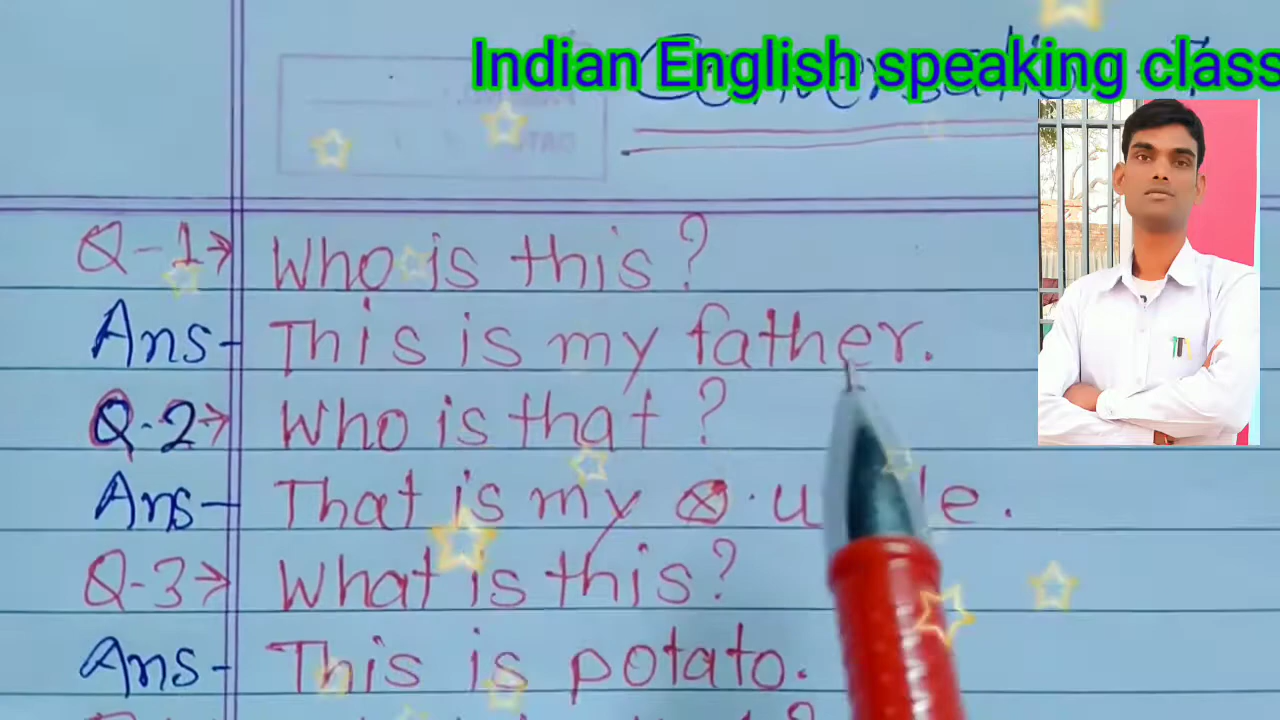 Indian English speaking class
Conversation
Q-1→ Who is this?
Ans- This is my father.
Q-2→ Who is that?
Ans- That is my
Q-3→ What is this?
Ans- This is potato.